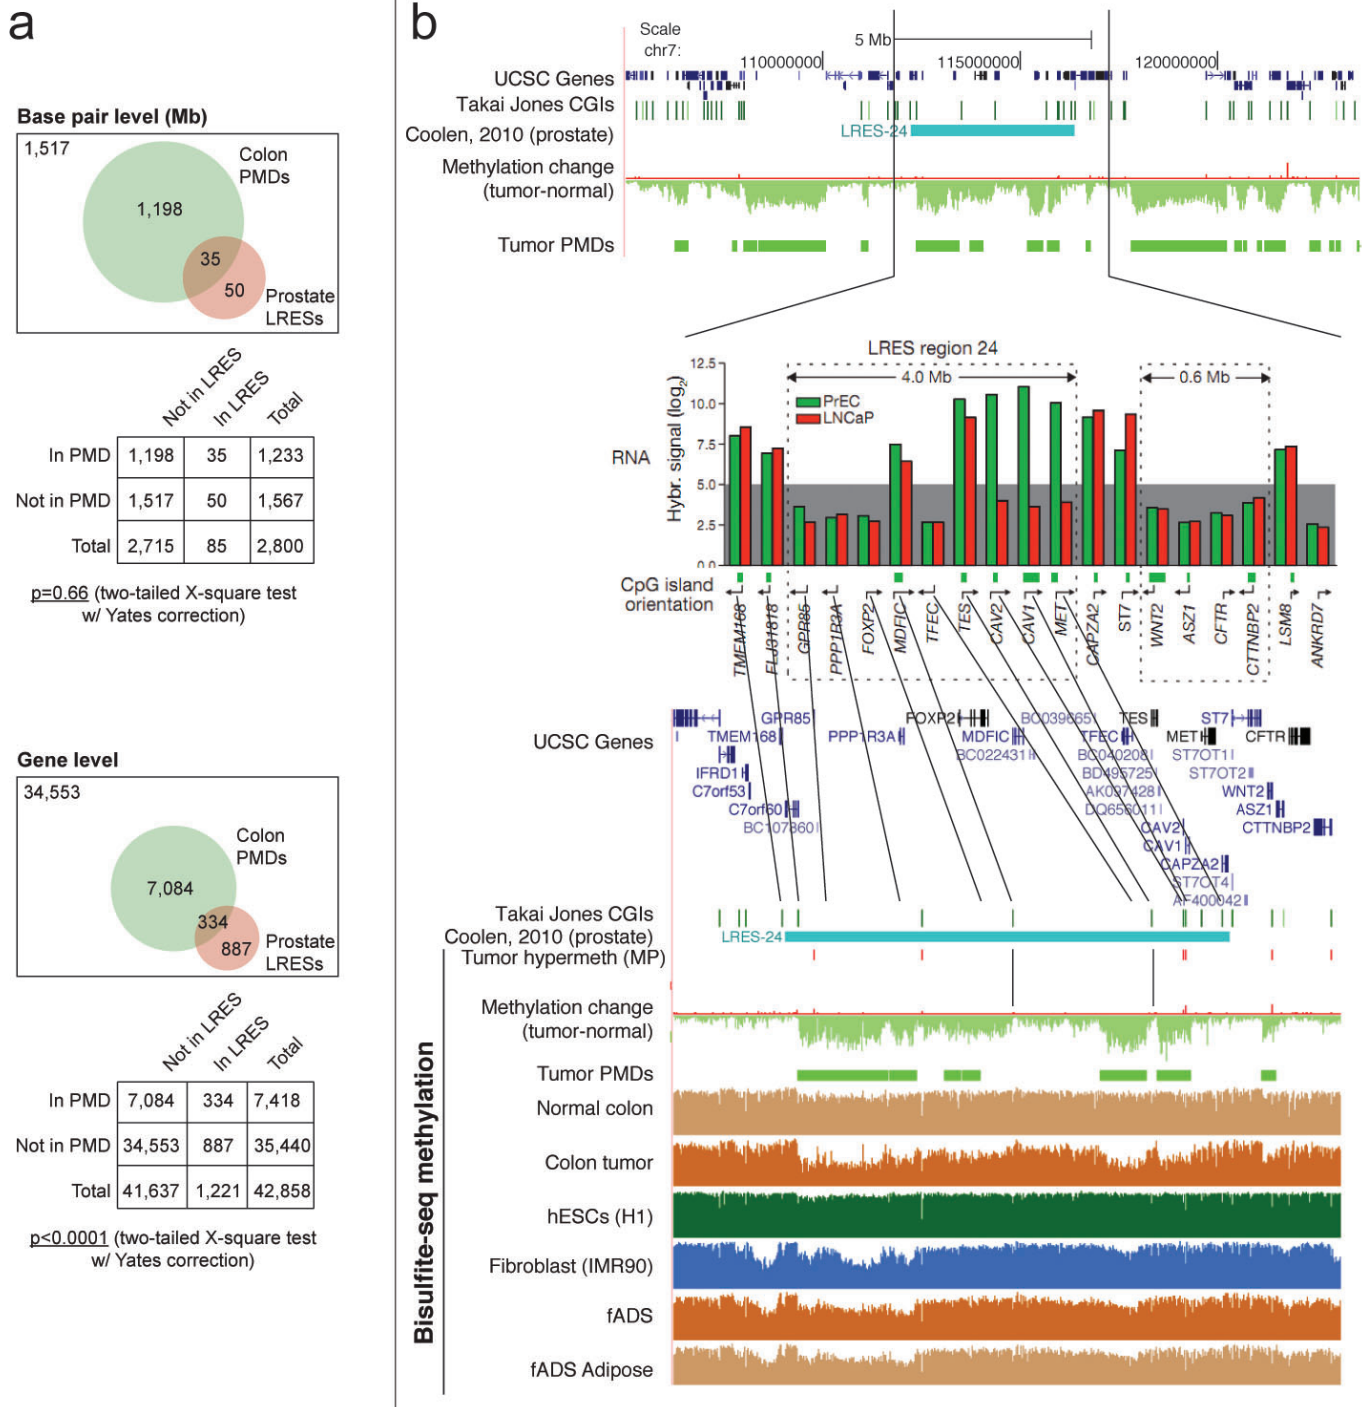 a
Base pair level (Mb)
1,517
Colon
PMDs
1,198
35
50
Prostate
LRESs
Not in LRES
In LRES
Total
In PMD 1,198 35 1,233
Not in PMD 1,517 50 1,567
Total 2,715 85 2,800
p=0.66 (two-tailed X-square test
w/ Yates correction)
Gene level
34,553
Colon
PMDs
7,084
334
887
Prostate
LRESs
Not in LRES
In LRES
Total
In PMD 7,084 334 7,418
Not in PMD 34,553 887 35,440
Total 41,637 1,221 42,858
p<0.0001 (two-tailed X-square test
w/ Yates correction)
b
Scale
chr7:
5 Mb
110000000
115000000
120000000
UCSC Genes
Takai Jones CGIs
Coolen, 2010 (prostate)
LRES-24
Methylation change
(tumor-normal)
Tumor PMDs
LRES region 24
4.0 Mb
0.6 Mb
PrEC
LNCaP
RNA
Hybr. signal (log2)
12.5
10.0
7.5
5.0
2.5
0.0
CpG island
orientation
TMEM168
FLJ31818
GPR85
PPP1R3A
FOXP2
MDFIC
TFEC
TES
CAV2
CAV1
MET
CAPZA2
ST7
WNT2
ASZ1
CFTR
CTTNBP2
LSM8
ANKRD7
UCSC Genes
GPR85
FOXP2
BC039665
TES
ST7
TMEM168
PPP1R3A
MDFIC
TFEC
MET
CFTR
BC022431
BC040208
ST7OT1
IFRD1
BD495725
ST7OT2
C7orf53
AK097428
WNT2
C7orf60
DQ656011
ASZ1
BC107860
CAV2
CTTNBP2
CAV1
CAPZA2
ST7OT4
AF400042
Takai Jones CGIs
Coolen, 2010 (prostate)
LRES-24
Tumor hypermeth (MP)
Methylation change
(tumor-normal)
Tumor PMDs
Normal colon
Colon tumor
hESCs (H1)
Fibroblast (IMR90)
fADS
fADS Adipose
Bisulfite-seq methylation